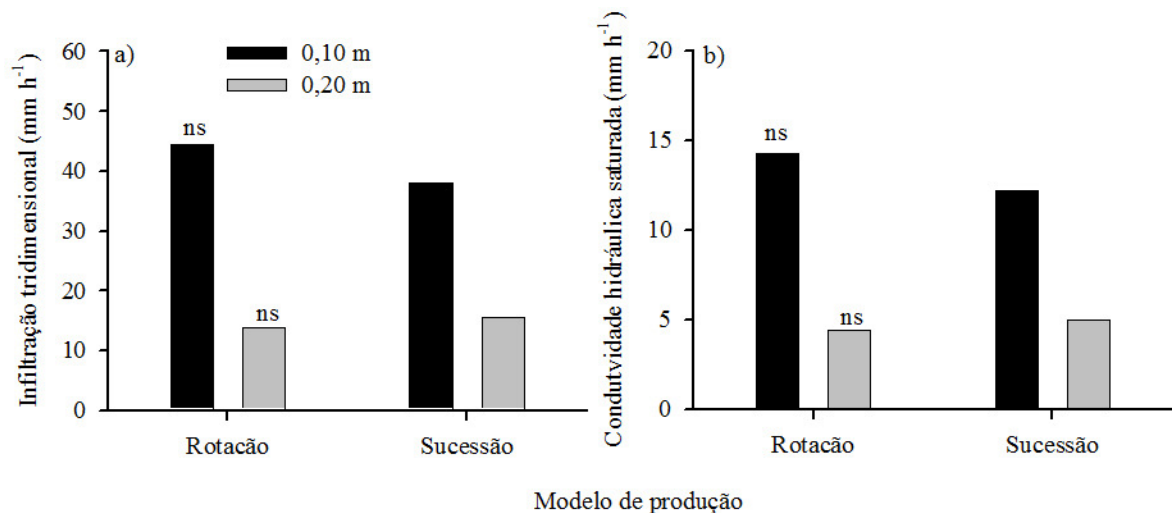 a)
0,10 m
0,20 m
Infiltração tridimensional (mm h⁻¹)
60
50
40
30
20
10
0
ns
ns
Rotacão
Sucessão
b)
Condutvidade hidráulica saturada (mm h⁻¹)
20
15
10
5
0
ns
ns
Rotacão
Sucessão
Modelo de produção